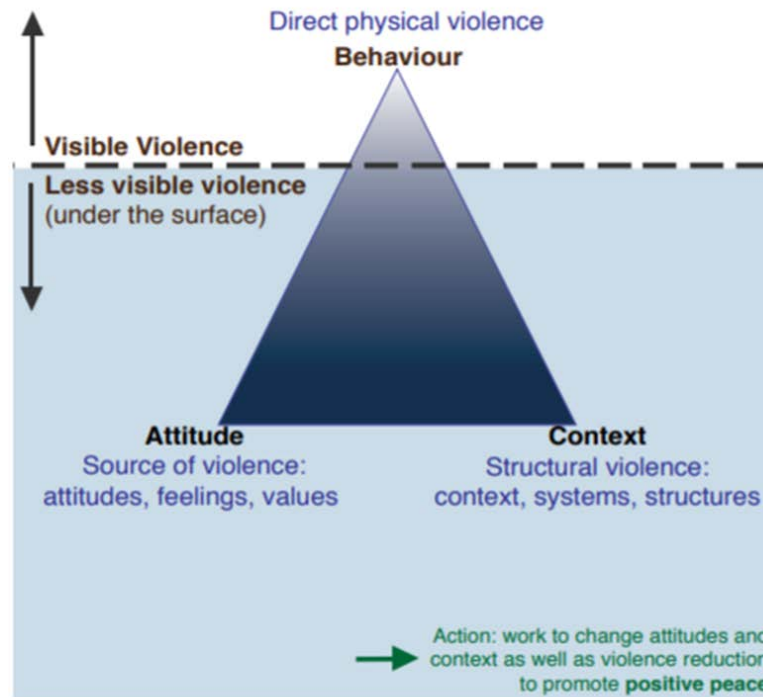 Direct physical violence
Behaviour
Visible Violence
Less visible violence
(under the surface)
Attitude
Source of violence:
attitudes, feelings, values
Context
Structural violence:
context, systems, structures
Action: work to change attitudes and
context as well as violence reduction
to promote positive peace